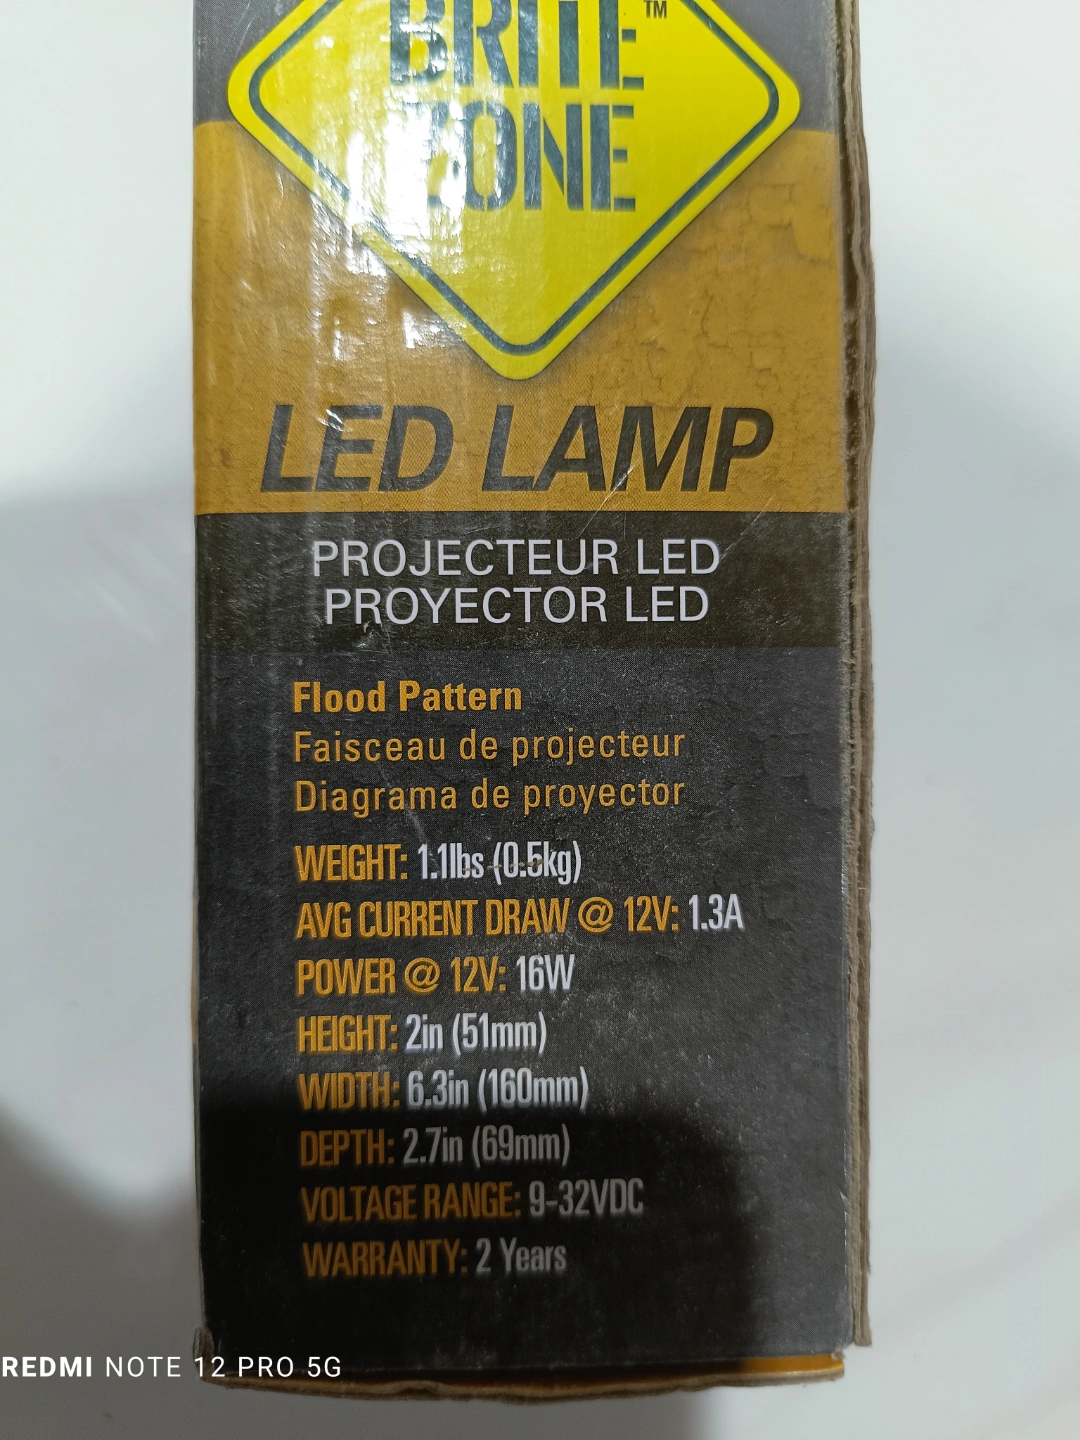 BRITE ™
ZONE
LED LAMP
PROJECTEUR LED
PROYECTOR LED
Flood Pattern
Faisceau de projecteur
Diagrama de proyector
WEIGHT: 1.1lbs (0.5kg)
AVG CURRENT DRAW @ 12V: 1.3A
POWER @ 12V: 16W
HEIGHT: 2in (51mm)
WIDTH: 6.3in (160mm)
DEPTH: 2.7in (69mm)
VOLTAGE RANGE: 9-32VDC
WARRANTY: 2 Years
REDMI NOTE 12 PRO 5G